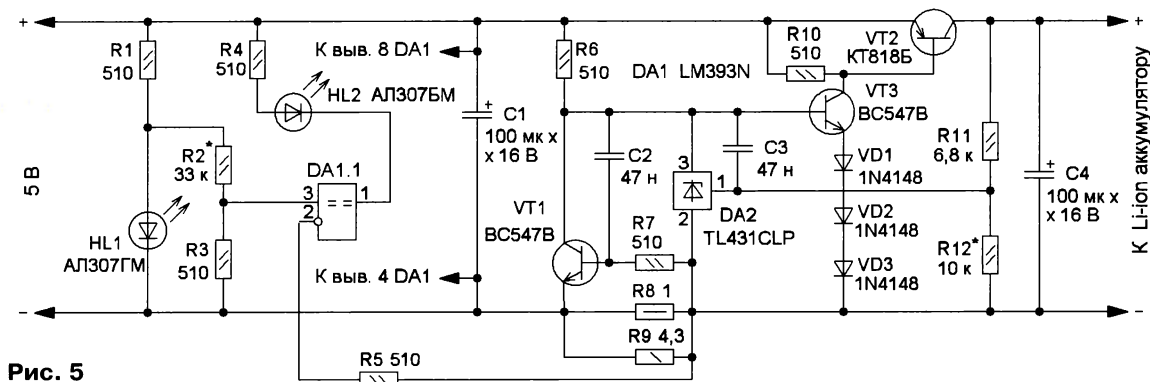 +
+
R1
510
R4
510
К выв. 8 DA1
R6
510
DA1 LM393N
R10
510
VT2
КТ818Б
HL2 АЛ307БМ
VT3
BC547B
+
C1
100 мк х
х 16 В
R2*
33 к
DA1.1
3
2
==
1
C2
47 н
3
1
2
C3
47 н
DA2
TL431CLP
VD1
1N4148
VD2
1N4148
VD3
1N4148
R11
6,8 к
+
C4
100 мк х
х 16 В
R12*
10 к
5 В
К Li-ion аккумулятору
HL1
АЛ307ГМ
R3
510
VT1
BC547B
R7
510
К выв. 4 DA1
R8 1
R9 4,3
–
–
R5 510
Рис. 5